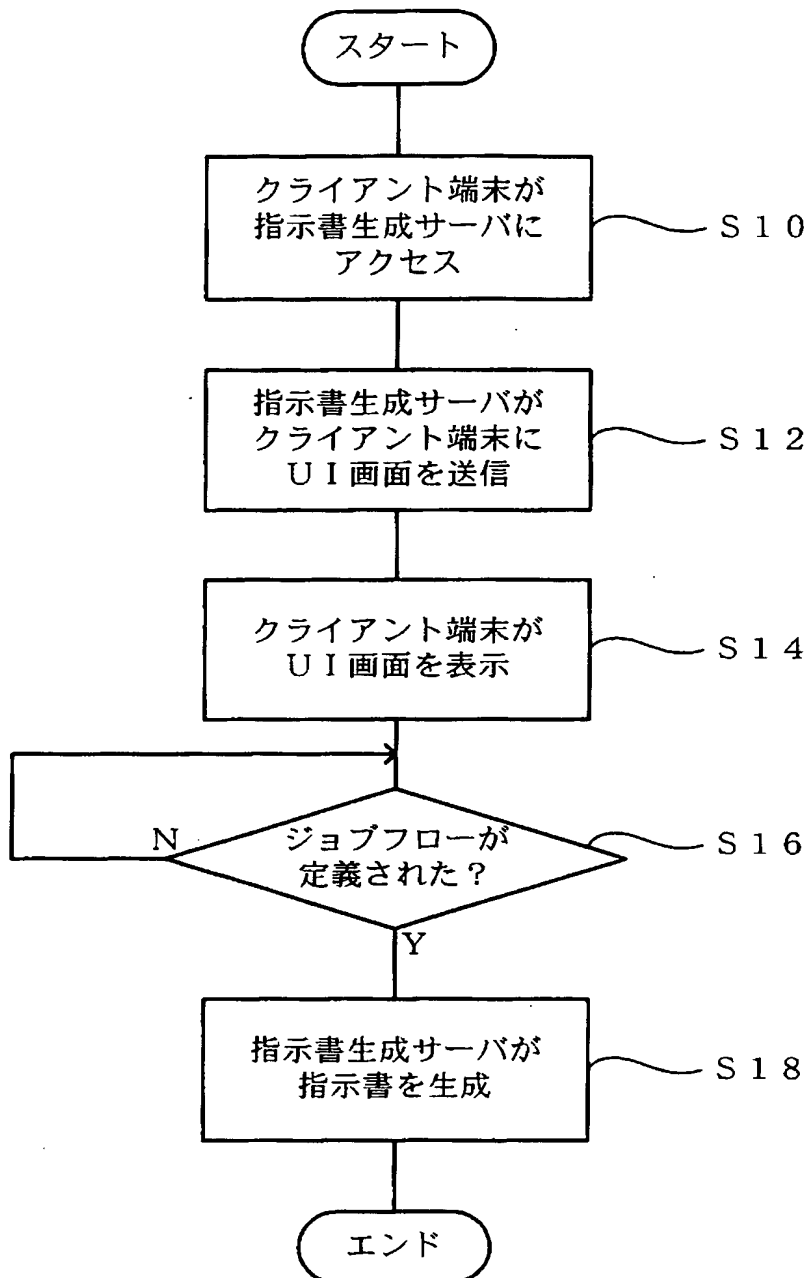 スタート
クライアント端末が
指示書生成サーバに
アクセス
S10
指示書生成サーバが
クライアント端末に
UI画面を送信
S12
クライアント端末が
UI画面を表示
S14
ジョブフローが
定義された?
S16
N
Y
指示書生成サーバが
指示書を生成
S18
エンド